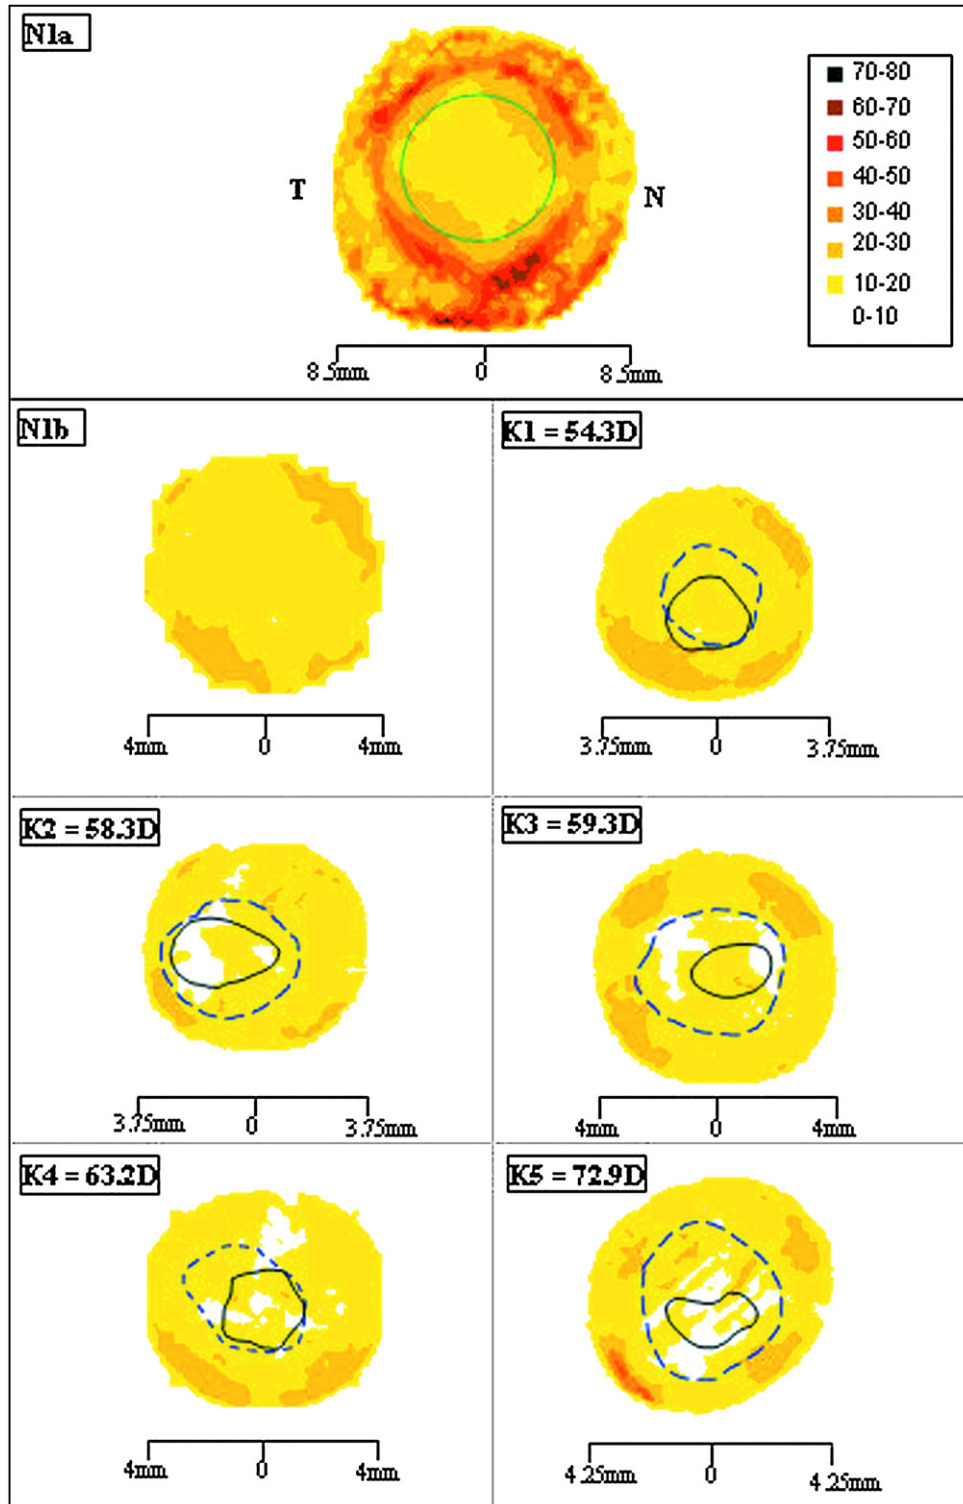 N1a
70-80
60-70
50-60
40-50
30-40
20-30
10-20
0-10
T N
8.5mm 0 8.5mm
N1b
4mm 0 4mm
K1 = 54.3D
3.75mm 0 3.75mm
K2 = 58.3D
3.75mm 0 3.75mm
K3 = 59.3D
4mm 0 4mm
K4 = 63.2D
4mm 0 4mm
K5 = 72.9D
4.25mm 0 4.25mm